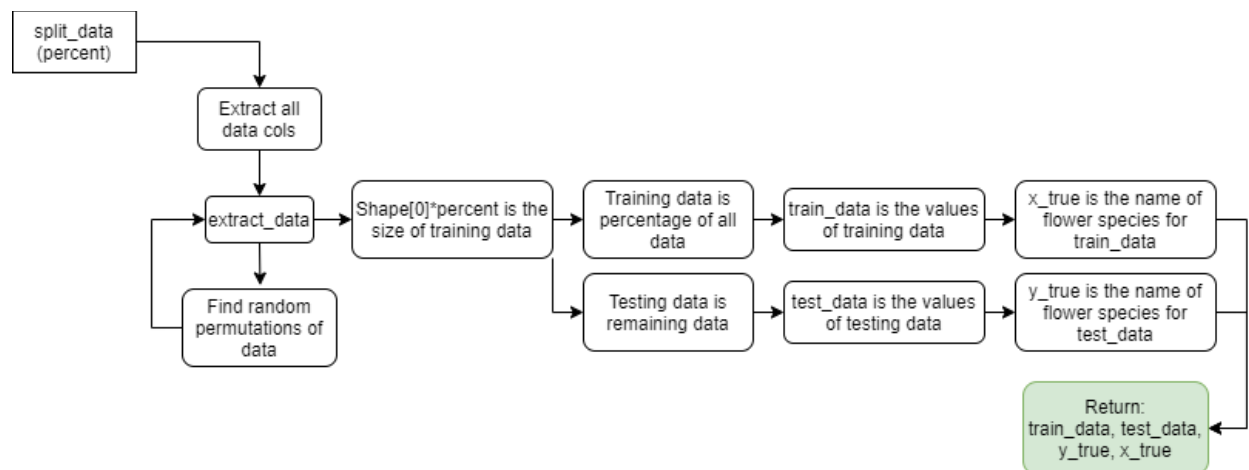 split_data
(percent)
Extract all
data cols
extract_data
Find random
permutations of
data
Shape[0]*percent is the
size of training data
Training data is
percentage of all
data
train_data is the values
of training data
x_true is the name of
flower species for
train_data
Testing data is
remaining data
test_data is the values
of testing data
y_true is the name of
flower species for
test_data
Return:
train_data, test_data,
y_true, x_true